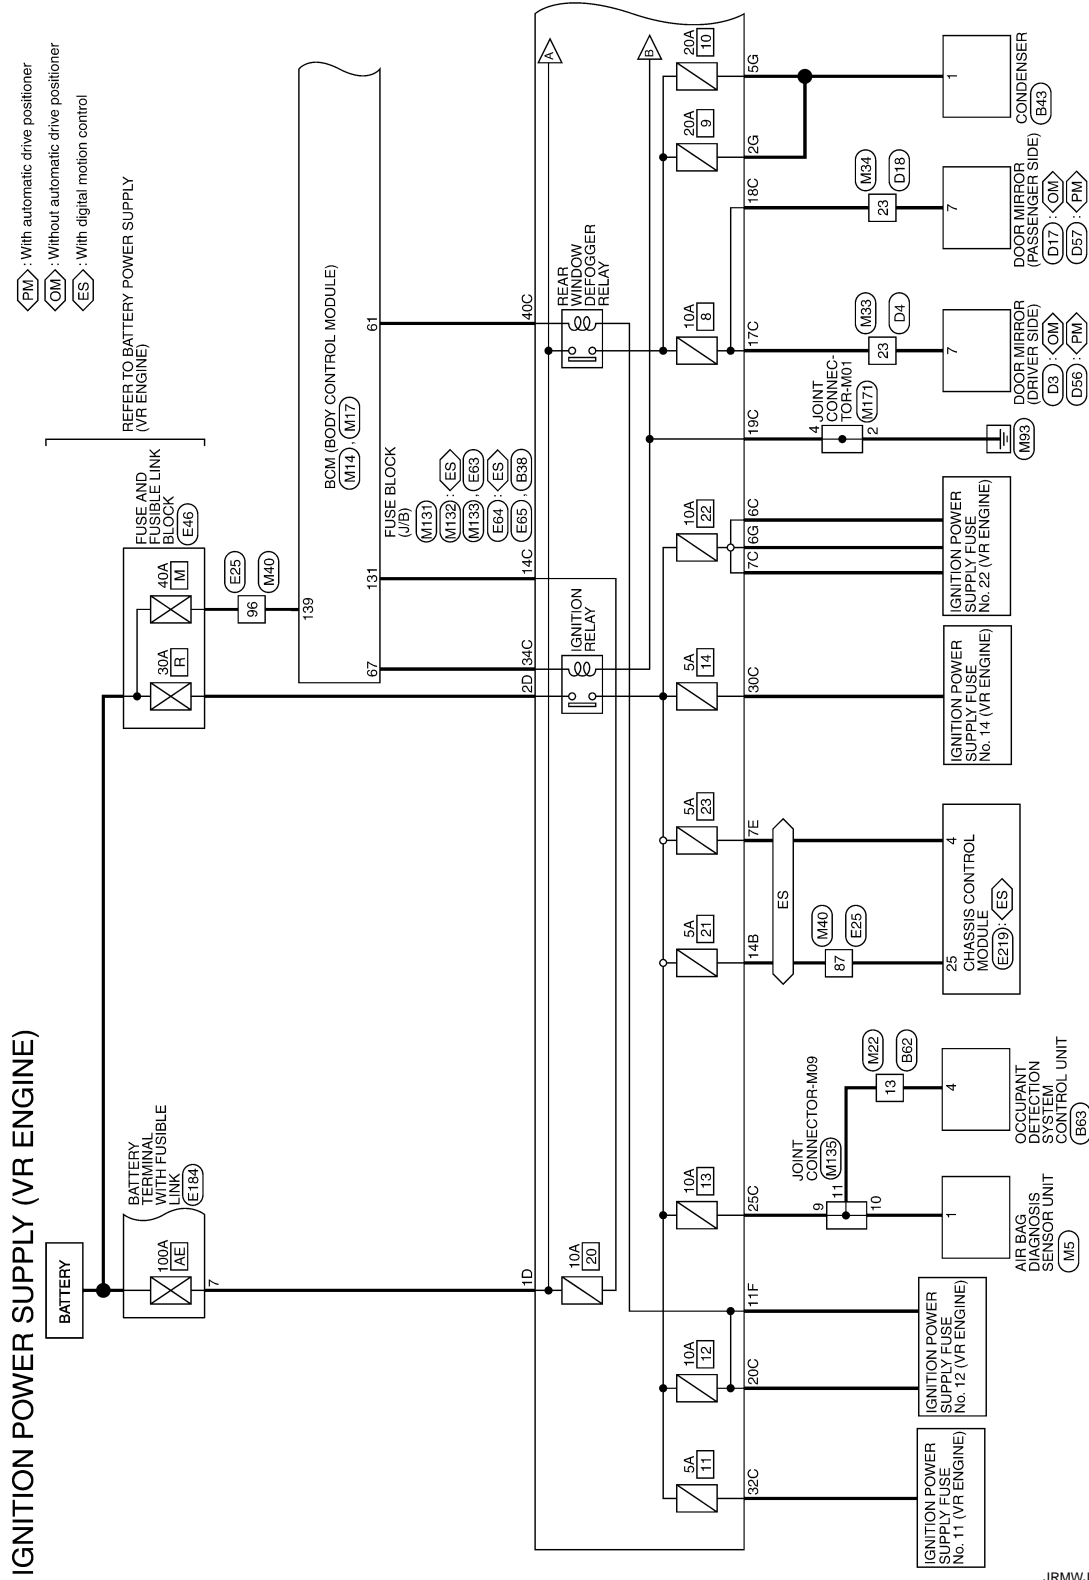 IGNITION POWER SUPPLY (VR ENGINE)
PM : With automatic drive positioner
OM : Without automatic drive positioner
ES : With digital motion control
REFER TO BATTERY POWER SUPPLY
(VR ENGINE)
BATTERY
BATTERY
TERMINAL
WITH FUSIBLE
LINK
E184
100A
AE
7
FUSE AND
FUSIBLE LINK
BLOCK
E46
30A
R
40A
M
E25
96
M40
139
BCM (BODY CONTROL MODULE)
M14 , M17
67
131
61
FUSE BLOCK
(J/B)
M131
M132 : ES
M133 , E63
E64 : ES
E65 , B38
1D
2D
34C
14C
40C
A
B
10A
20
IGNITION
RELAY
REAR
WINDOW
DEFOGGER
RELAY
5A
11
10A
12
10A
13
5A
21
5A
23
5A
14
10A
22
10A
8
20A
9
20A
10
32C
20C
11F
25C
14B
7E
30C
7C
6G
6C
19C
17C
18C
2G
5G
IGNITION POWER
SUPPLY FUSE
No. 11 (VR ENGINE)
IGNITION POWER
SUPPLY FUSE
No. 12 (VR ENGINE)
JOINT
CONNECTOR-M09
M135
9
11
10
1
AIR BAG
DIAGNOSIS
SENSOR UNIT
M5
M22
13
B62
4
OCCUPANT
DETECTION
SYSTEM
CONTROL UNIT
B63
ES
M40
87
E25
25
4
CHASSIS CONTROL
MODULE
E219 : ES
IGNITION POWER
SUPPLY FUSE
No. 14 (VR ENGINE)
IGNITION POWER
SUPPLY FUSE
No. 22 (VR ENGINE)
JOINT
CONNEC-
TOR-M01
M171
4
2
M93
M33
23
D4
7
DOOR MIRROR
(DRIVER SIDE)
D3 : OM
D56 : PM
M34
23
D18
7
DOOR MIRROR
(PASSENGER SIDE)
D17 : OM
D57 : PM
1
CONDENSER
B43